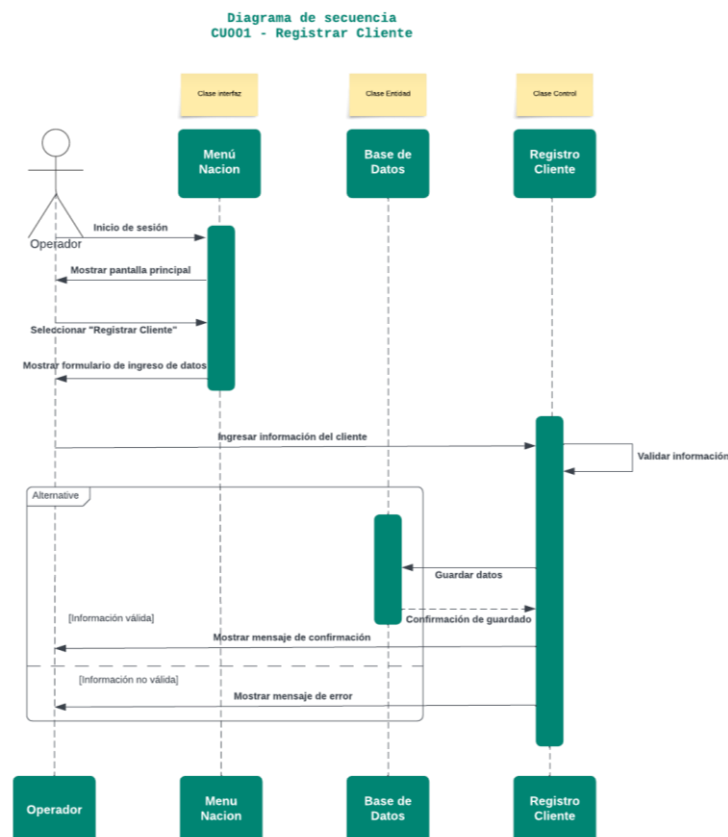 Diagrama de secuencia
CU001 - Registrar Cliente
Clase interfaz
Clase Entidad
Clase Control
Menú
Nacion
Base de
Datos
Registro
Cliente
Operador
Inicio de sesión
Mostrar pantalla principal
Seleccionar "Registrar Cliente"
Mostrar formulario de ingreso de datos
Ingresar información del cliente
Validar información
Alternative
Guardar datos
[Información válida]
Confirmación de guardado
Mostrar mensaje de confirmación
[Información no válida]
Mostrar mensaje de error
Operador
Menu
Nacion
Base de
Datos
Registro
Cliente